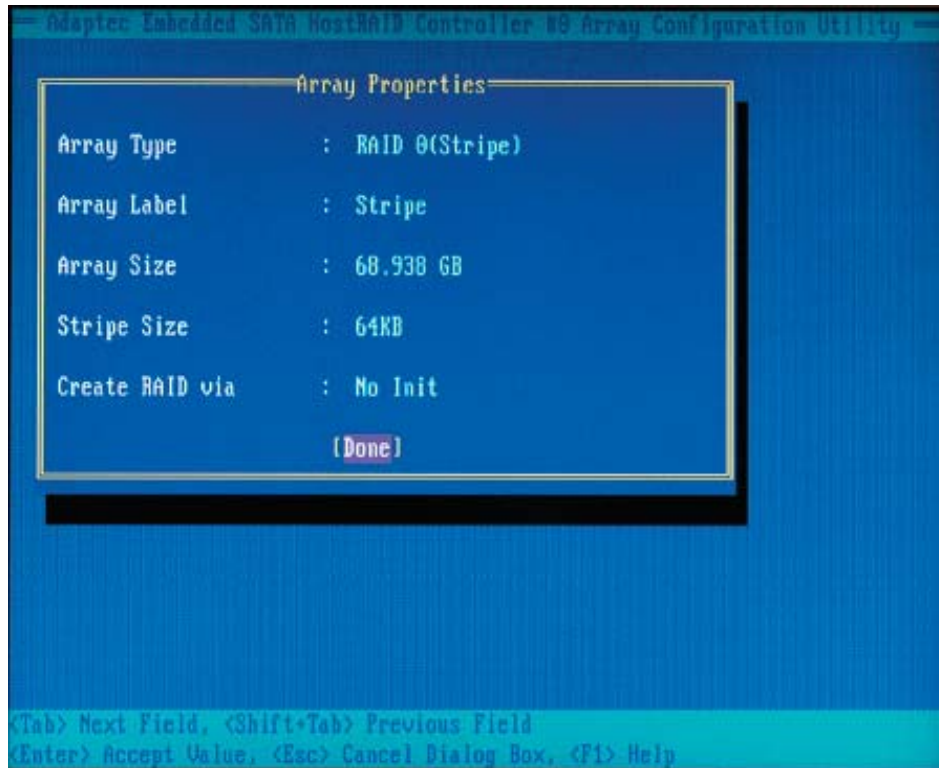 Adaptec Embedded SATA HostRAID Controller #0 Array Configuration Utility
Array Properties
Array Type : RAID 0(Stripe)
Array Label : Stripe
Array Size : 68.938 GB
Stripe Size : 64KB
Create RAID via : No Init
[Done]
<Tab> Next Field, <Shift+Tab> Previous Field
<Enter> Accept Value, <Esc> Cancel Dialog Box, <F1> Help